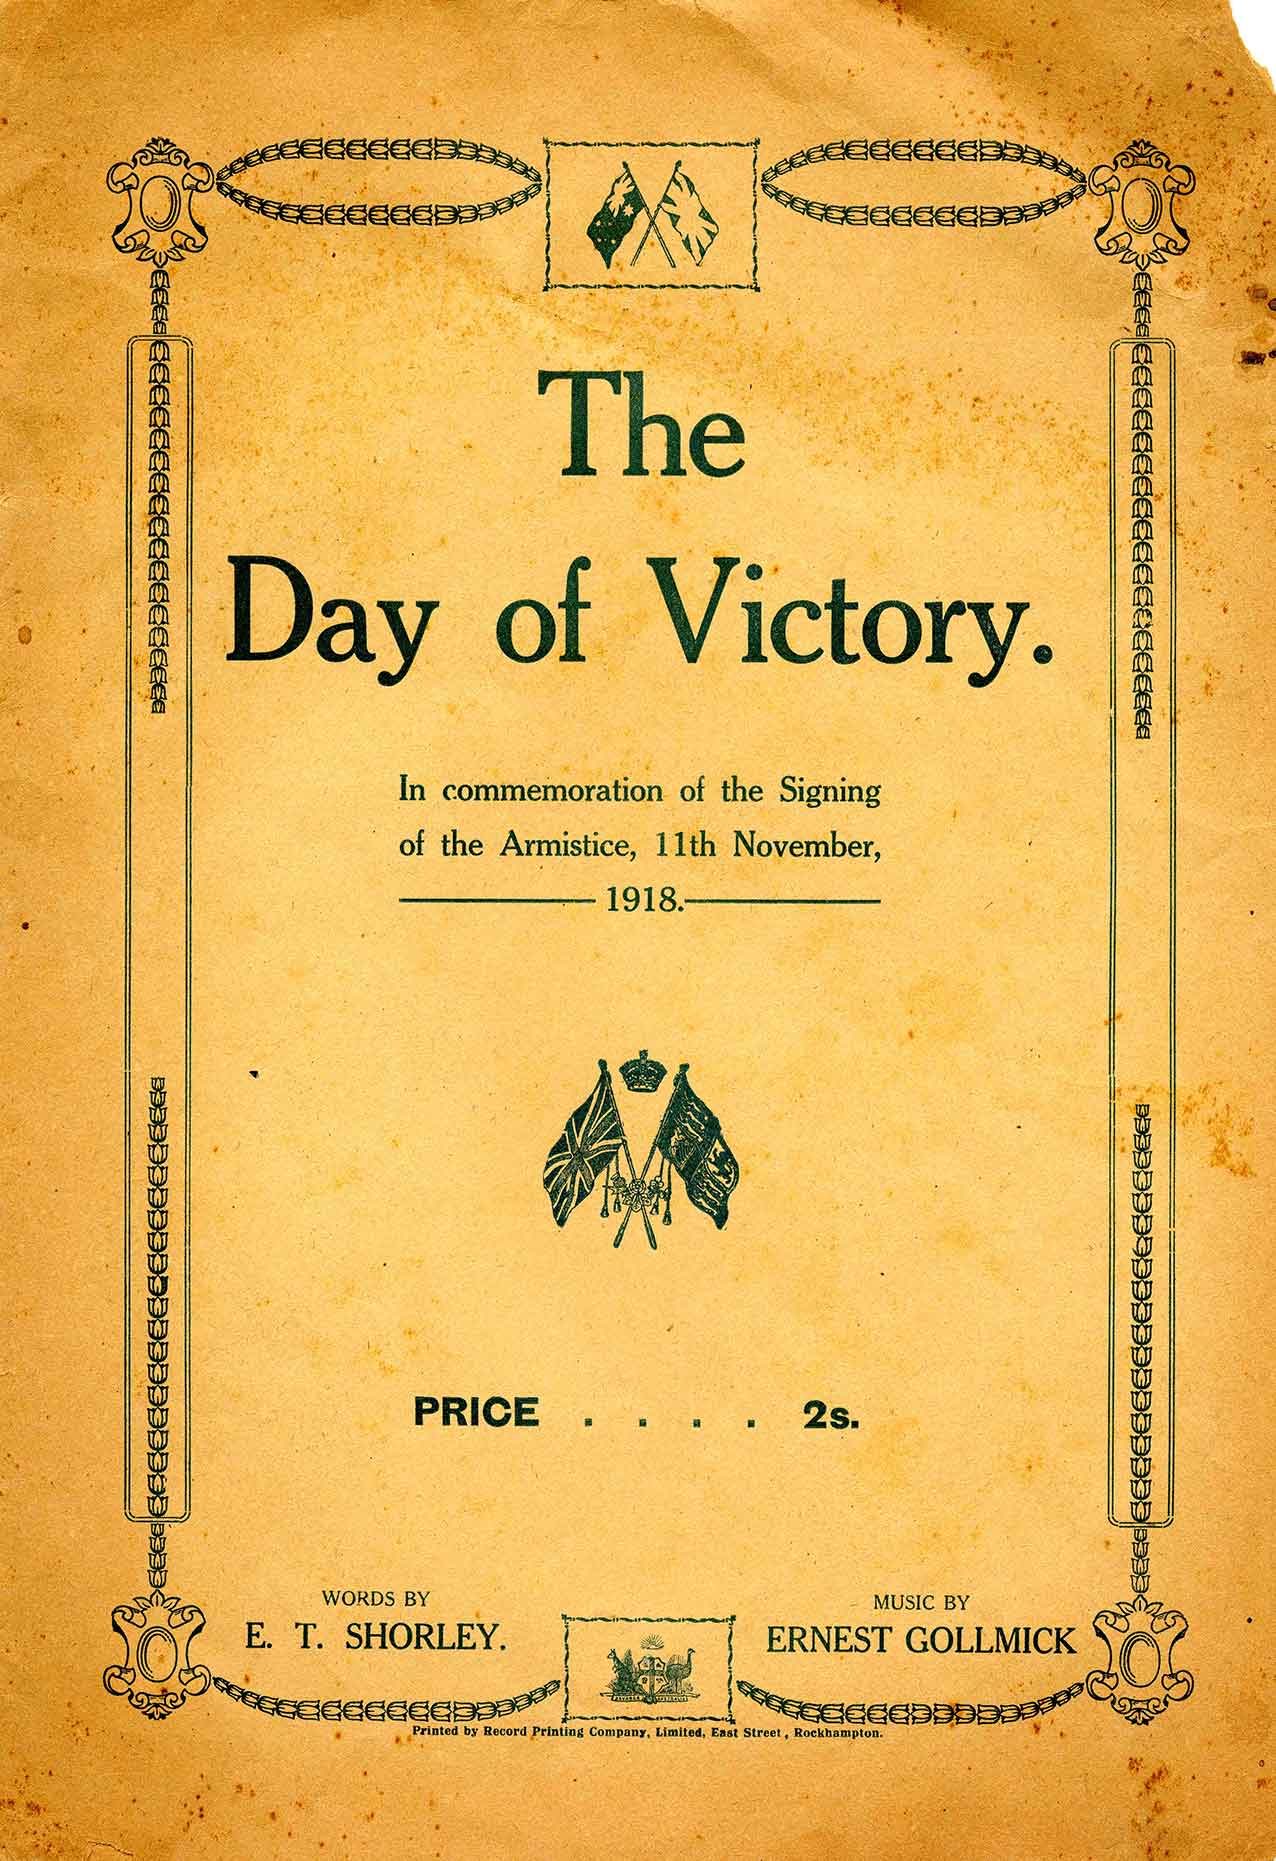 The
Day of Victory.
In commemoration of the Signing
of the Armistice, 11th November,
1918.
PRICE . . . . 2s.
WORDS BY
E. T. SHORLEY.
MUSIC BY
ERNEST GOLLMICK
Printed by Record Printing Company, Limited, East Street, Rockhampton.